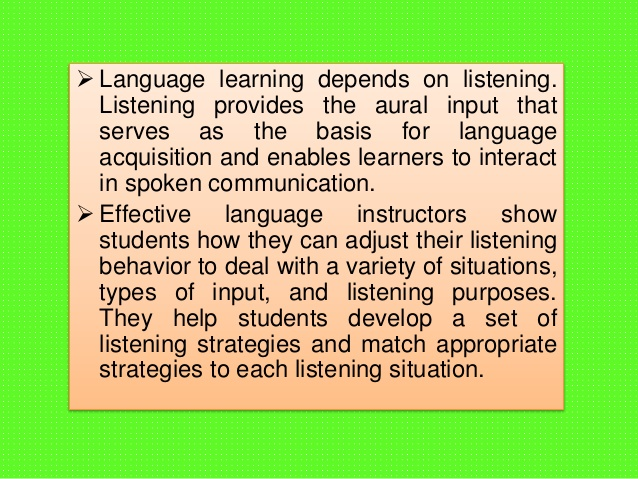 ➢ Language learning depends on listening.
Listening provides the aural input that
serves as the basis for language
acquisition and enables learners to interact
in spoken communication.
➢ Effective language instructors show
students how they can adjust their listening
behavior to deal with a variety of situations,
types of input, and listening purposes.
They help students develop a set of
listening strategies and match appropriate
strategies to each listening situation.